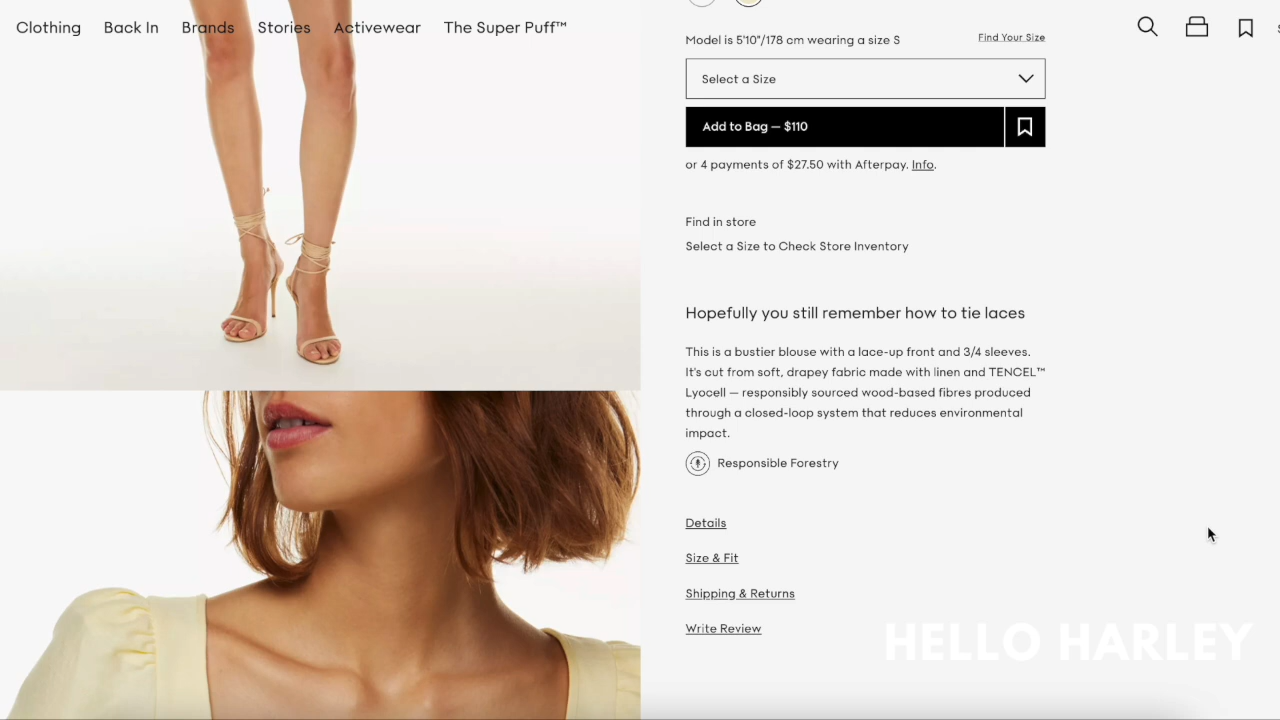 Clothing Back In Brands Stories Activewear The Super Puff™
Model is 5'10"/178 cm wearing a size S
Find Your Size
Select a Size
Add to Bag — $110
or 4 payments of $27.50 with Afterpay. Info.
Find in store
Select a Size to Check Store Inventory
Hopefully you still remember how to tie laces
This is a bustier blouse with a lace-up front and 3/4 sleeves.
It's cut from soft, drapey fabric made with linen and TENCEL™
Lyocell — responsibly sourced wood-based fibres produced
through a closed-loop system that reduces environmental
impact.
Responsible Forestry
Details
Size & Fit
Shipping & Returns
Write Review
HELLO HARLEY